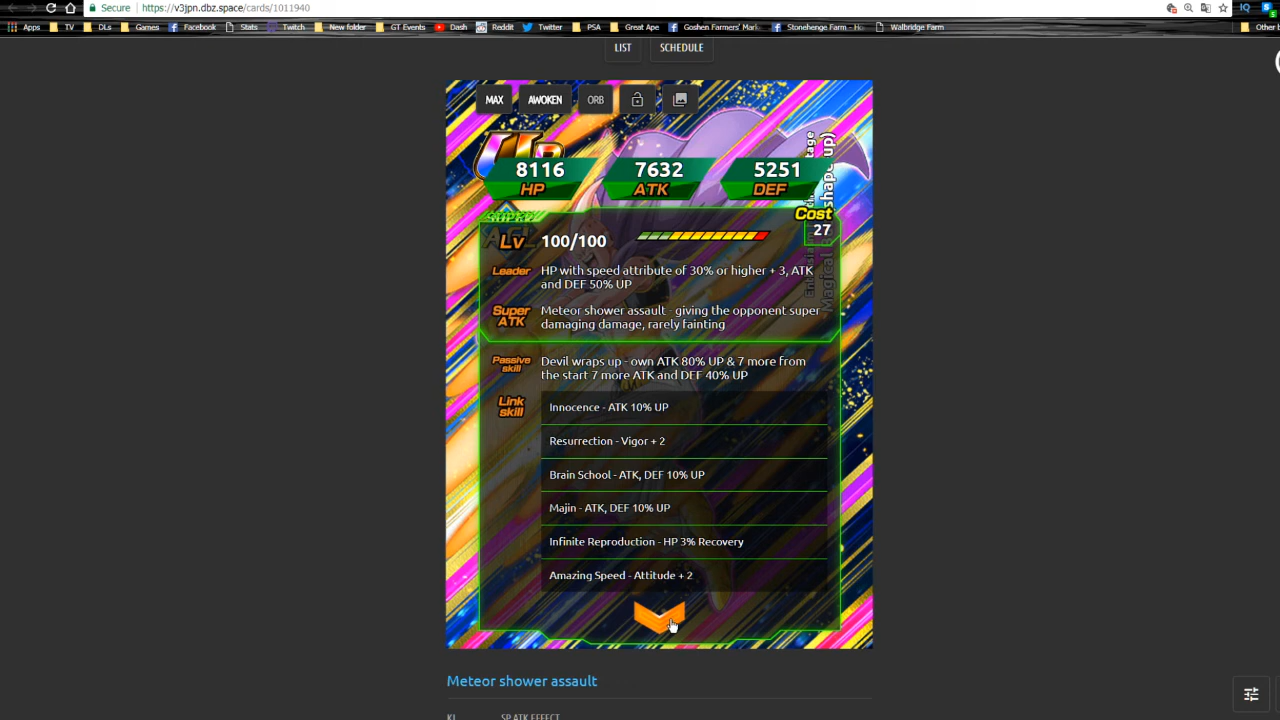 Secure https://v3jpn.dbz.space/cards/1011940
Apps TV DLs Games Facebook Stats Twitch New folder GT Events Dash Reddit Twitter PSA Great Ape Goshen Farmers' Mark Stonehenge Farm - Ho Walbridge Farm Other b
LIST SCHEDULE
MAX AWOKEN ORB
8116 7632 5251
HP ATK DEF
Cost
27
Lv 100/100
Leader HP with speed attribute of 30% or higher + 3, ATK
and DEF 50% UP
Super ATK Meteor shower assault - giving the opponent super
damaging damage, rarely fainting
Passive skill Devil wraps up - own ATK 80% UP & 7 more from
the start 7 more ATK and DEF 40% UP
Link skill
Innocence - ATK 10% UP
Resurrection - Vigor + 2
Brain School - ATK, DEF 10% UP
Majin - ATK, DEF 10% UP
Infinite Reproduction - HP 3% Recovery
Amazing Speed - Attitude + 2
Meteor shower assault
KI SP ATK EFFECT